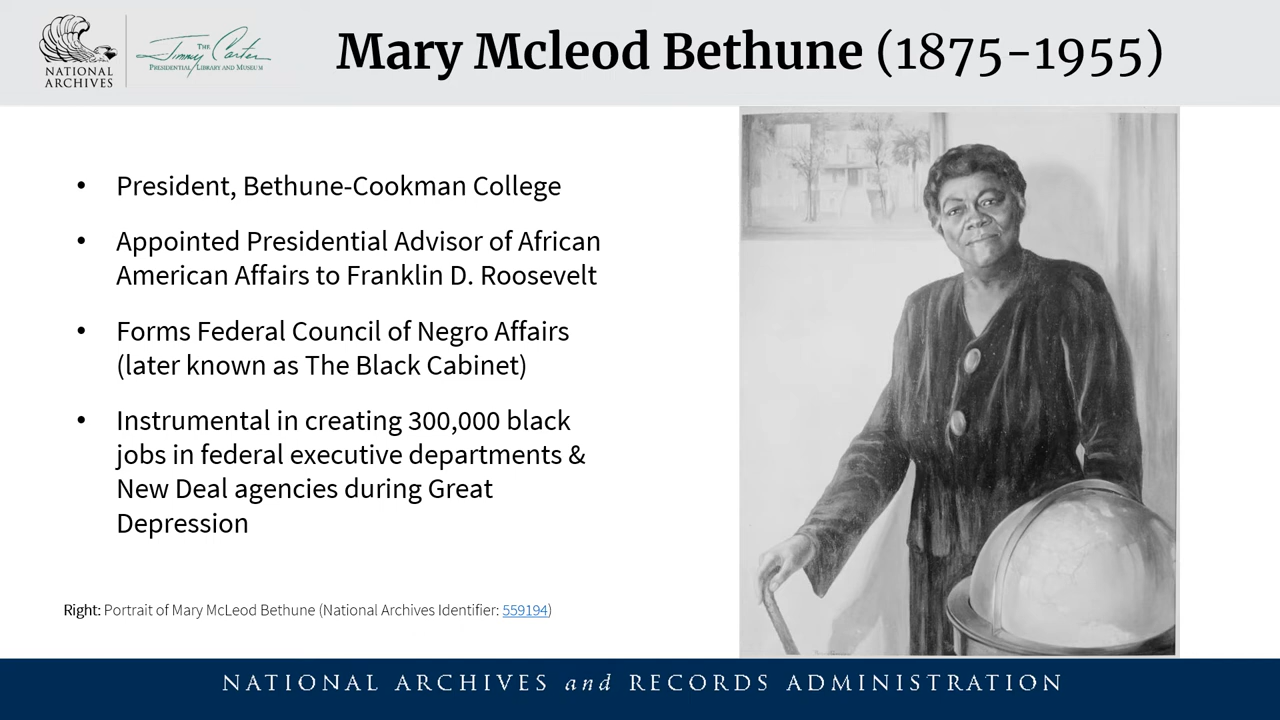 NATIONAL
ARCHIVES
THE
Jimmy Carter
PRESIDENTIAL LIBRARY AND MUSEUM
Mary Mcleod Bethune (1875-1955)
• President, Bethune-Cookman College
• Appointed Presidential Advisor of African
American Affairs to Franklin D. Roosevelt
• Forms Federal Council of Negro Affairs
(later known as The Black Cabinet)
• Instrumental in creating 300,000 black
jobs in federal executive departments &
New Deal agencies during Great
Depression
Right: Portrait of Mary McLeod Bethune (National Archives Identifier: 559194)
NATIONAL ARCHIVES and RECORDS ADMINISTRATION